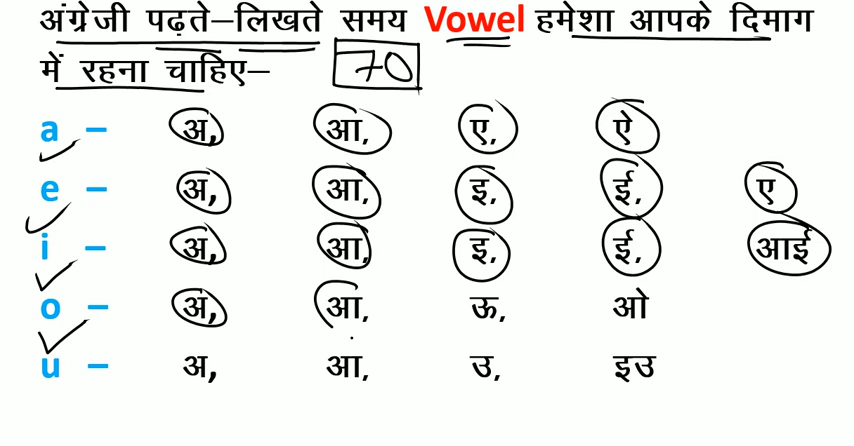 अंग्रेजी पढ़ते–लिखते समय Vowel हमेशा आपके दिमाग
में रहना चाहिए– 70
a – अ, आ, ए, ऐ
e – अ, आ, इ, ई, ए
i – अ, आ, इ, ई, आई
o – अ, आ, ऊ, ओ
u – अ, आ, उ, इउ